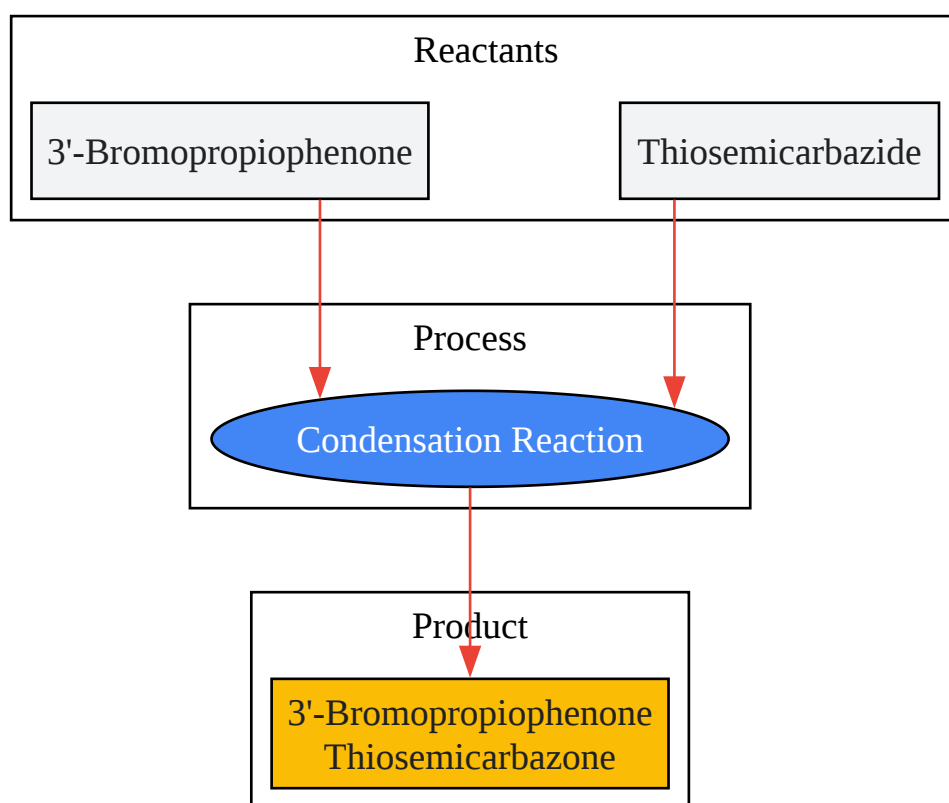 Reactants
3'-Bromopropiophenone
Thiosemicarbazide
Process
Condensation Reaction
Product
3'-Bromopropiophenone
Thiosemicarbazone